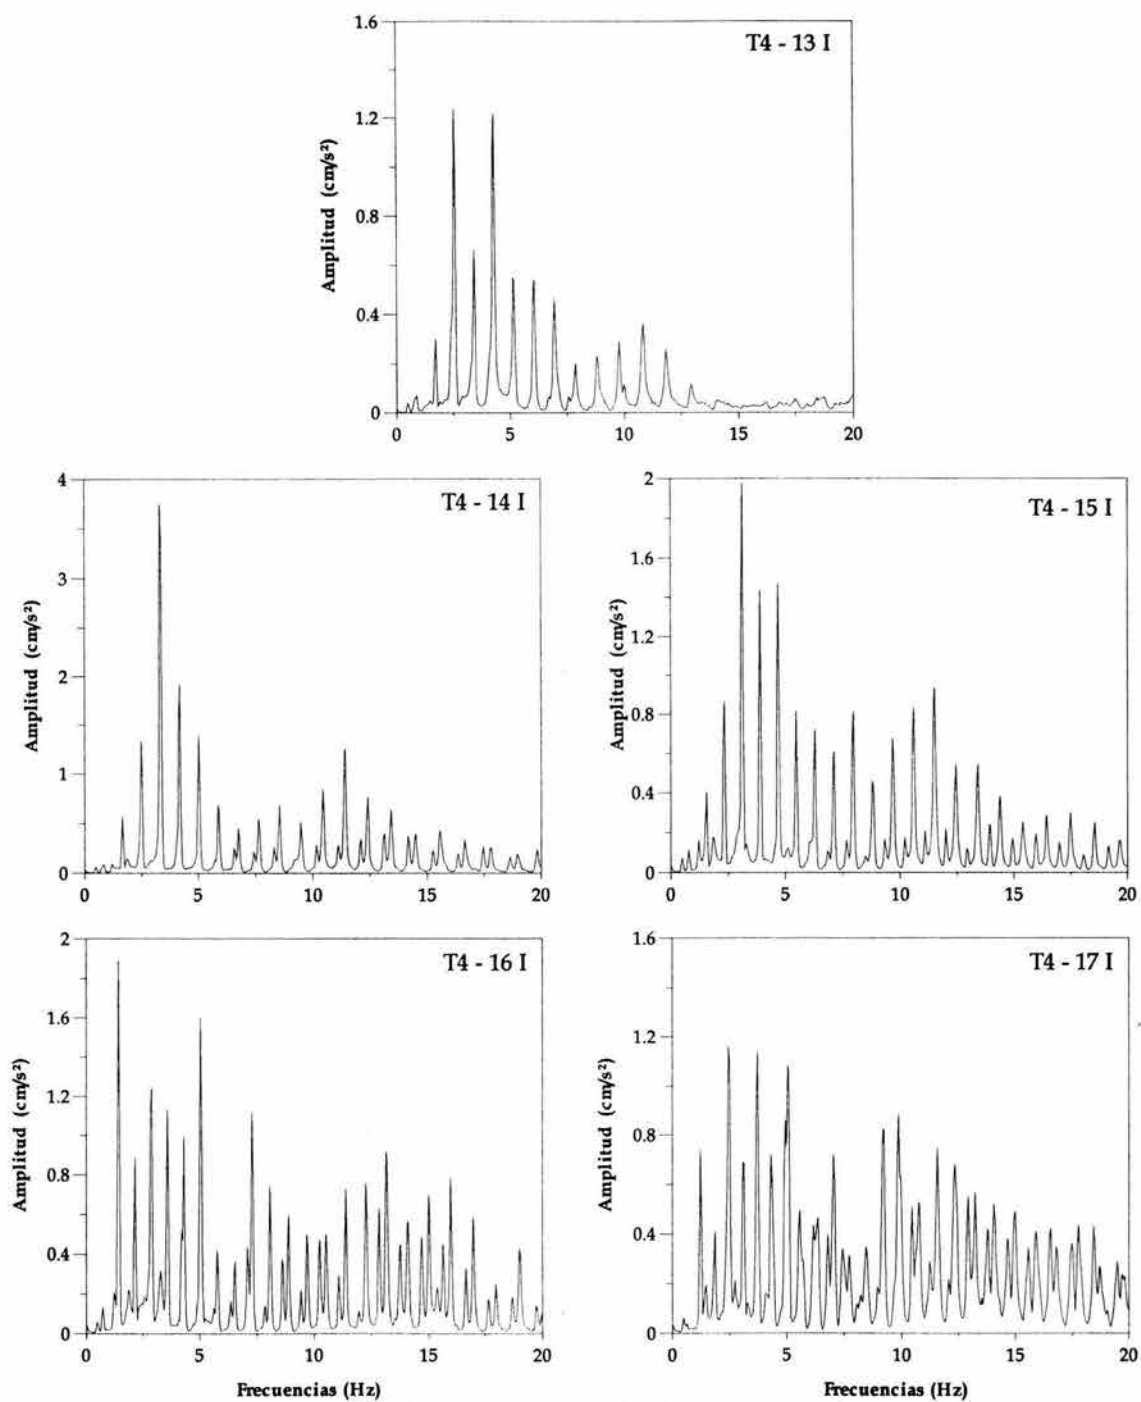 T4 - 13 I
1.6
1.2
0.8
0.4
0
Amplitud (cm/s²)
0 5 10 15 20
T4 - 14 I
4
3
2
1
0
Amplitud (cm/s²)
0 5 10 15 20
T4 - 15 I
2
1.6
1.2
0.8
0.4
0
Amplitud (cm/s²)
0 5 10 15 20
T4 - 16 I
2
1.6
1.2
0.8
0.4
0
Amplitud (cm/s²)
0 5 10 15 20
Frecuencias (Hz)
T4 - 17 I
1.6
1.2
0.8
0.4
0
Amplitud (cm/s²)
0 5 10 15 20
Frecuencias (Hz)